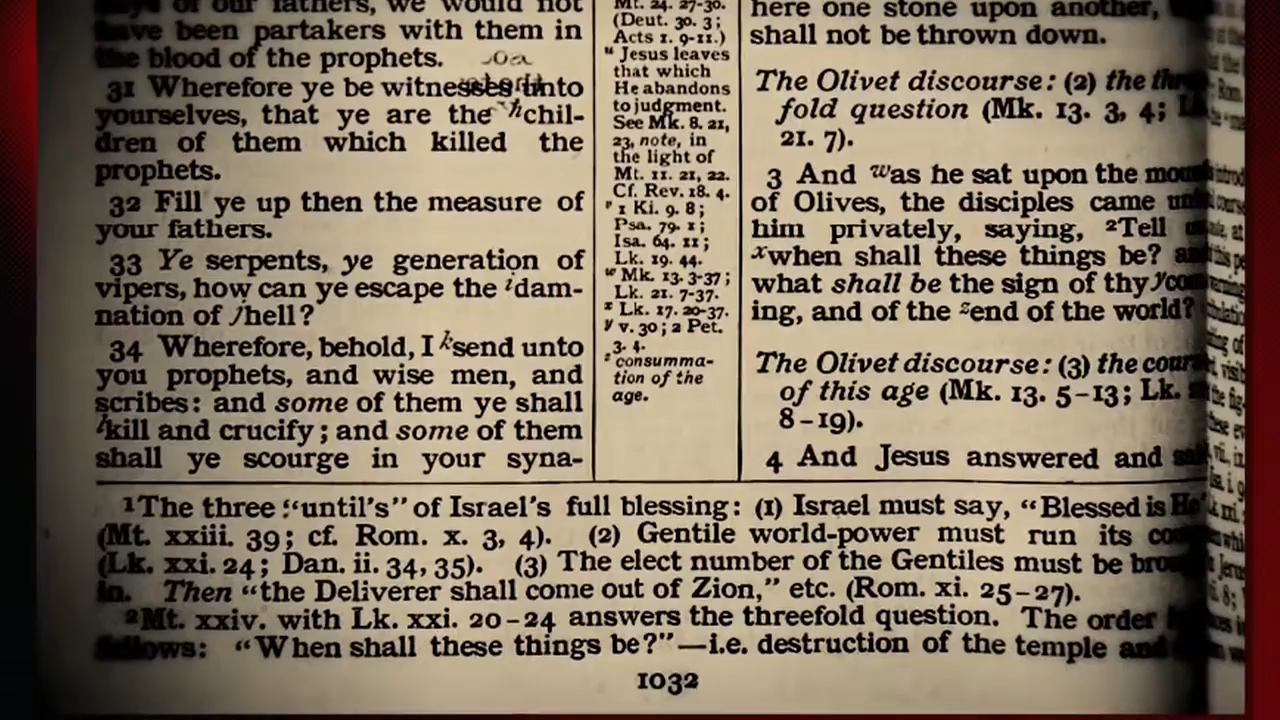 of our fathers, we would not
have been partakers with them in
the blood of the prophets.
31 Wherefore ye be witnesses unto
yourselves, that ye are the ʰchil-
dren of them which killed the
prophets.
32 Fill ye up then the measure of
your fathers.
33 Ye serpents, ye generation of
vipers, how can ye escape the ⁱdam-
nation of ʲhell?
34 Wherefore, behold, I ᵏsend unto
you prophets, and wise men, and
scribes: and some of them ye shall
ˡkill and crucify; and some of them
shall ye scourge in your syna-
Mt. 24. 27-30.
(Deut. 30. 3;
Acts 1. 9-11.)
ᵘ Jesus leaves
that which
He abandons
to judgment.
See Mk. 8. 21,
23, note, in
the light of
Mt. 11. 21, 22.
Cf. Rev. 18. 4.
ᵛ 1 Ki. 9. 8;
Psa. 79. 1;
Isa. 64. 11;
Lk. 19. 44.
ʷ Mk. 13. 3-37;
Lk. 21. 7-37.
ˣ Lk. 17. 20-37.
ʸ v. 30; 2 Pet.
3. 4.
ᶻ consumma-
tion of the
age.
here one stone upon another,
shall not be thrown down.
The Olivet discourse: (2) the
fold question (Mk. 13. 3, 4;
21. 7).
3 And ʷas he sat upon the
of Olives, the disciples came
him privately, saying, ²Tell
ˣwhen shall these things be?
what shall be the sign of thy ʸcom
ing, and of the ᶻend of the world?
The Olivet discourse: (3) the
of this age (Mk. 13. 5-13; Lk.
8-19).
4 And Jesus answered and
¹The three "until's" of Israel's full blessing: (1) Israel must say, "Blessed is He"
(Mt. xxiii. 39; cf. Rom. x. 3, 4). (2) Gentile world-power must run its
(Lk. xxi. 24; Dan. ii. 34, 35). (3) The elect number of the Gentiles must be
in. Then "the Deliverer shall come out of Zion," etc. (Rom. xi. 25-27).
²Mt. xxiv. with Lk. xxi. 20-24 answers the threefold question. The order
follows: "When shall these things be?"—i.e. destruction of the temple and
1032